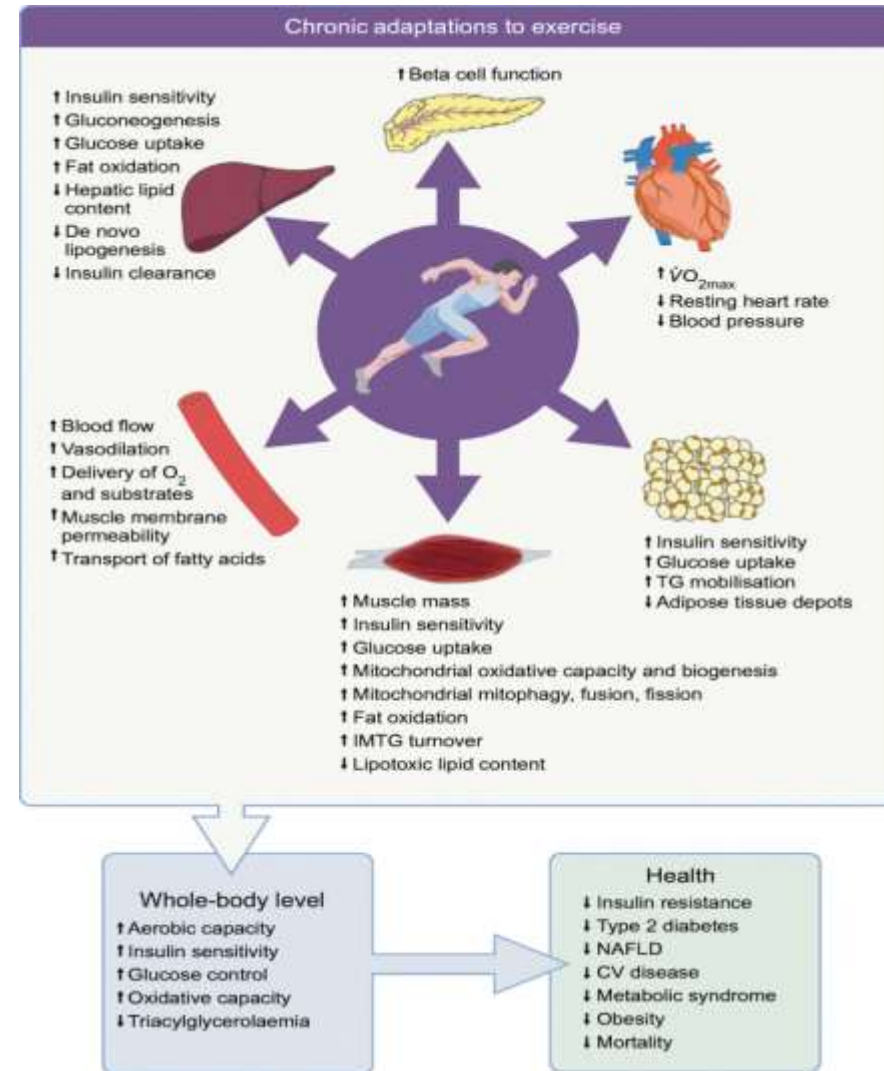 Chronic adaptations to exercise
↑ Beta cell function
↑ Insulin sensitivity
↑ Gluconeogenesis
↑ Glucose uptake
↑ Fat oxidation
↓ Hepatic lipid
content
↓ De novo
lipogenesis
↓ Insulin clearance
↑ V̇O2max
↓ Resting heart rate
↓ Blood pressure
↑ Blood flow
↑ Vasodilation
↑ Delivery of O2
and substrates
↑ Muscle membrane
permeability
↑ Transport of fatty acids
↑ Insulin sensitivity
↑ Glucose uptake
↑ TG mobilisation
↓ Adipose tissue depots
↑ Muscle mass
↑ Insulin sensitivity
↑ Glucose uptake
↑ Mitochondrial oxidative capacity and biogenesis
↑ Mitochondrial mitophagy, fusion, fission
↑ Fat oxidation
↑ IMTG turnover
↓ Lipotoxic lipid content
Whole-body level
↑ Aerobic capacity
↑ Insulin sensitivity
↑ Glucose control
↑ Oxidative capacity
↓ Triacylglycerolaemia
Health
↓ Insulin resistance
↓ Type 2 diabetes
↓ NAFLD
↓ CV disease
↓ Metabolic syndrome
↓ Obesity
↓ Mortality